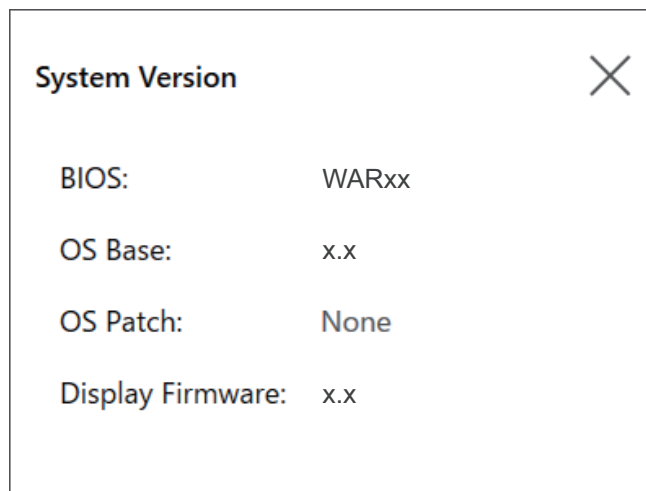 System Version
BIOS: WARxx
OS Base: x.x
OS Patch: None
Display Firmware: x.x